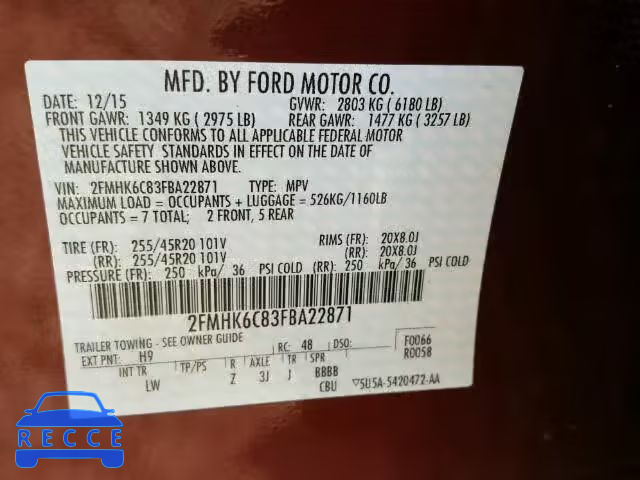 MFD. BY FORD MOTOR CO.
DATE: 12/15 GVWR: 2803 KG ( 6180 LB)
FRONT GAWR: 1349 KG ( 2975 LB) REAR GAWR: 1477 KG ( 3257 LB)
THIS VEHICLE CONFORMS TO ALL APPLICABLE FEDERAL MOTOR
VEHICLE SAFETY STANDARDS IN EFFECT ON THE DATE OF
MANUFACTURE SHOWN ABOVE.
VIN: 2FMHK6C83FBA22871 TYPE: MPV
MAXIMUM LOAD = OCCUPANTS + LUGGAGE = 526KG/1160LB
OCCUPANTS = 7 TOTAL; 2 FRONT, 5 REAR
TIRE (FR): 255/45R20 101V RIMS (FR): 20X8.0J
(RR): 255/45R20 101V (RR): 20X8.0J
PRESSURE (FR): 250 kPa/ 36 PSI COLD (RR): 250 kPa/ 36 PSI COLD
2FMHK6C83FBA22871
TRAILER TOWING - SEE OWNER GUIDE
EXT PNT: H9 RC: 48 DSO: F0066
R0058
INT TR TP/PS R AXLE TR SPR
LW Z 3J J BBBB
CBU ▽5U5A-5420472-AA
RECCE